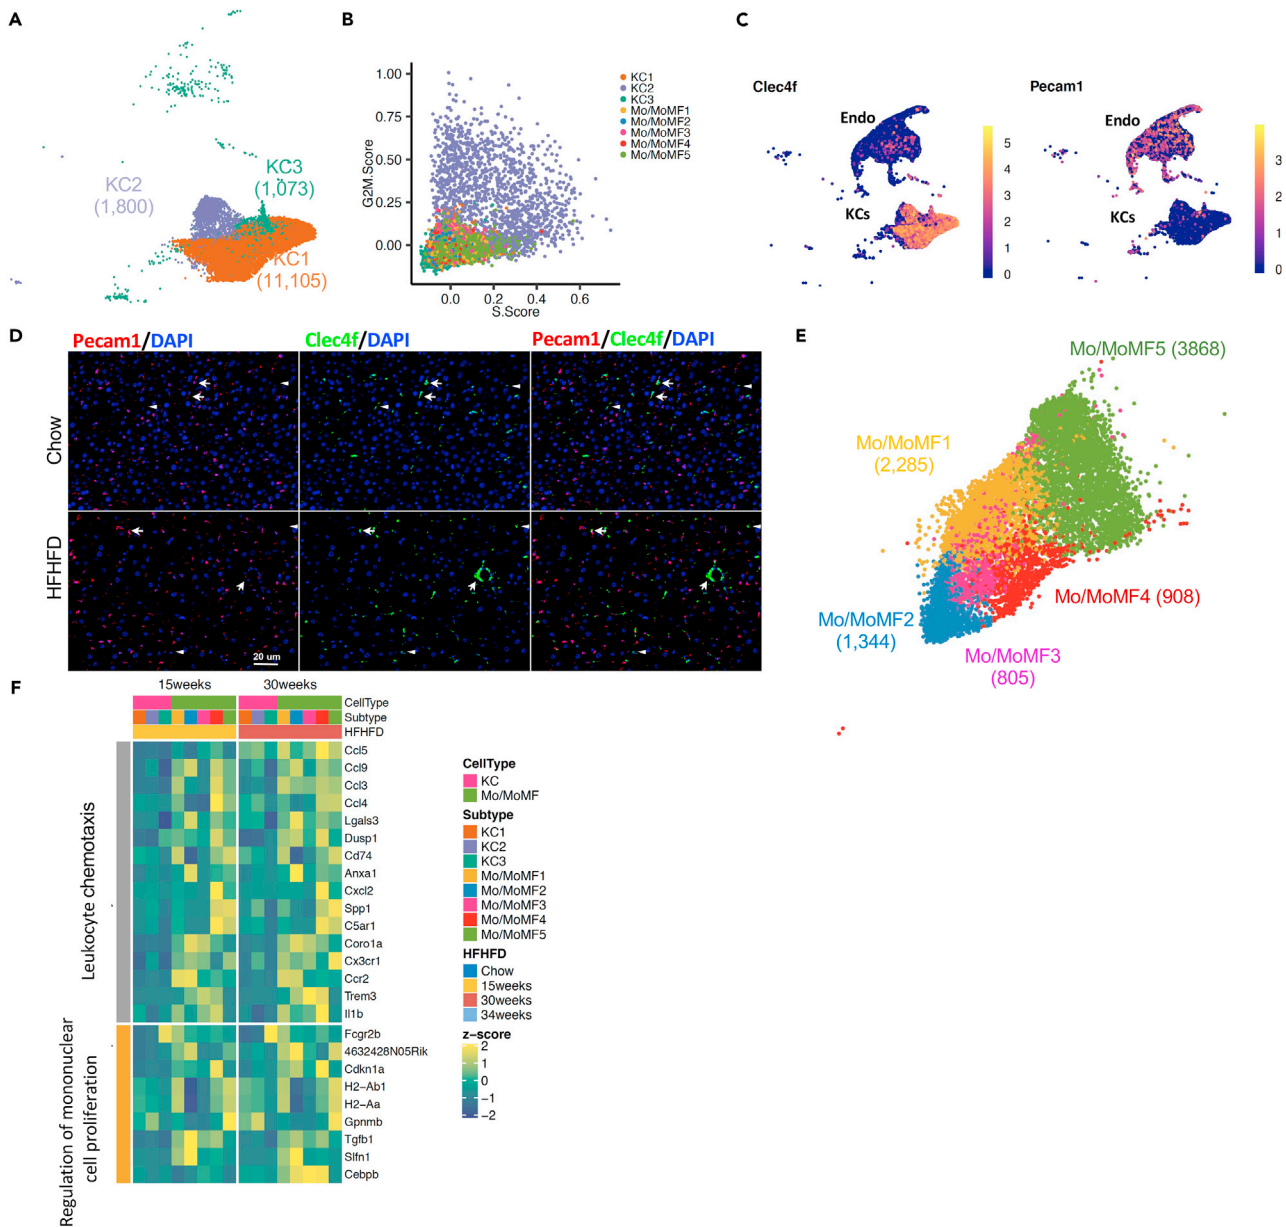 A
KC3
(1,073)
KC2
(1,800)
KC1
(11,105)
B
1.00
0.75
0.50
0.25
0.00
G2M.Score
0.0
0.2
0.4
0.6
S.Score
KC1
KC2
KC3
Mo/MoMF1
Mo/MoMF2
Mo/MoMF3
Mo/MoMF4
Mo/MoMF5
C
Clec4f
Endo
KCs
5
4
3
2
1
0
Pecam1
Endo
KCs
3
2
1
0
D
Pecam1/DAPI
Clec4f/DAPI
Pecam1/Clec4f/DAPI
Chow
HFHFD
20 um
E
Mo/MoMF5 (3868)
Mo/MoMF1
(2,285)
Mo/MoMF4 (908)
Mo/MoMF2
(1,344)
Mo/MoMF3
(805)
F
15weeks
30weeks
CellType
Subtype
HFHFD
Leukocyte chemotaxis
Ccl5
Ccl9
Ccl3
Ccl4
Lgals3
Dusp1
Cd74
Anxa1
Cxcl2
Spp1
C5ar1
Coro1a
Cx3cr1
Ccr2
Trem3
Il1b
Regulation of mononuclear
cell proliferation
Fcgr2b
4632428N05Rik
Cdkn1a
H2−Ab1
H2−Aa
Gpnmb
Tgfb1
Slfn1
Cebpb
CellType
KC
Mo/MoMF
Subtype
KC1
KC2
KC3
Mo/MoMF1
Mo/MoMF2
Mo/MoMF3
Mo/MoMF4
Mo/MoMF5
HFHFD
Chow
15weeks
30weeks
34weeks
z−score
2
1
0
−1
−2